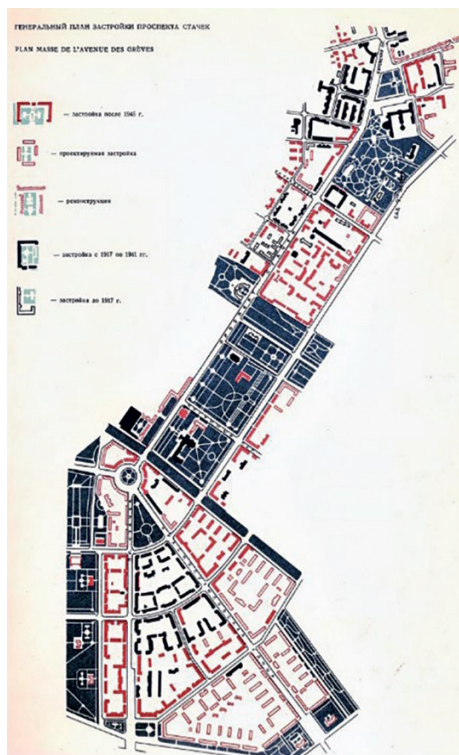 ГЕНЕРАЛЬНЫЙ ПЛАН ЗАСТРОЙКИ ПРОСПЕКТА СТАЧЕК
PLAN MASSE DE L'AVENUE DES GRÈVES
— застройка после 1945 г.
— проектируемая застройка
— реконструкция
— застройка с 1917 по 1941 гг.
— застройка до 1917 г.
САД